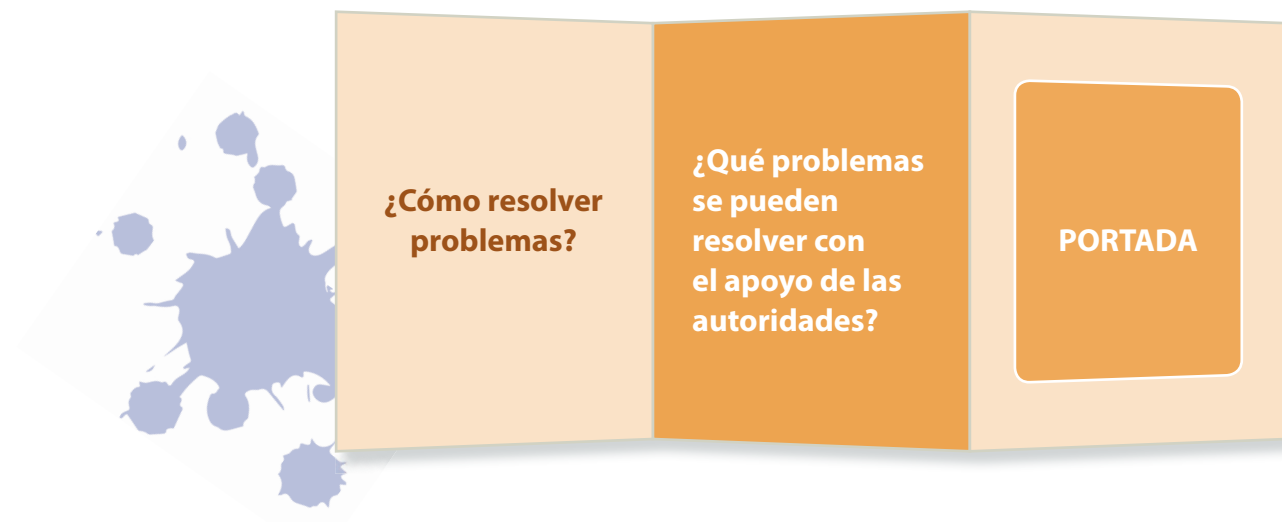 ¿Cómo resolver
problemas?
¿Qué problemas
se pueden
resolver con
el apoyo de las
autoridades?
PORTADA